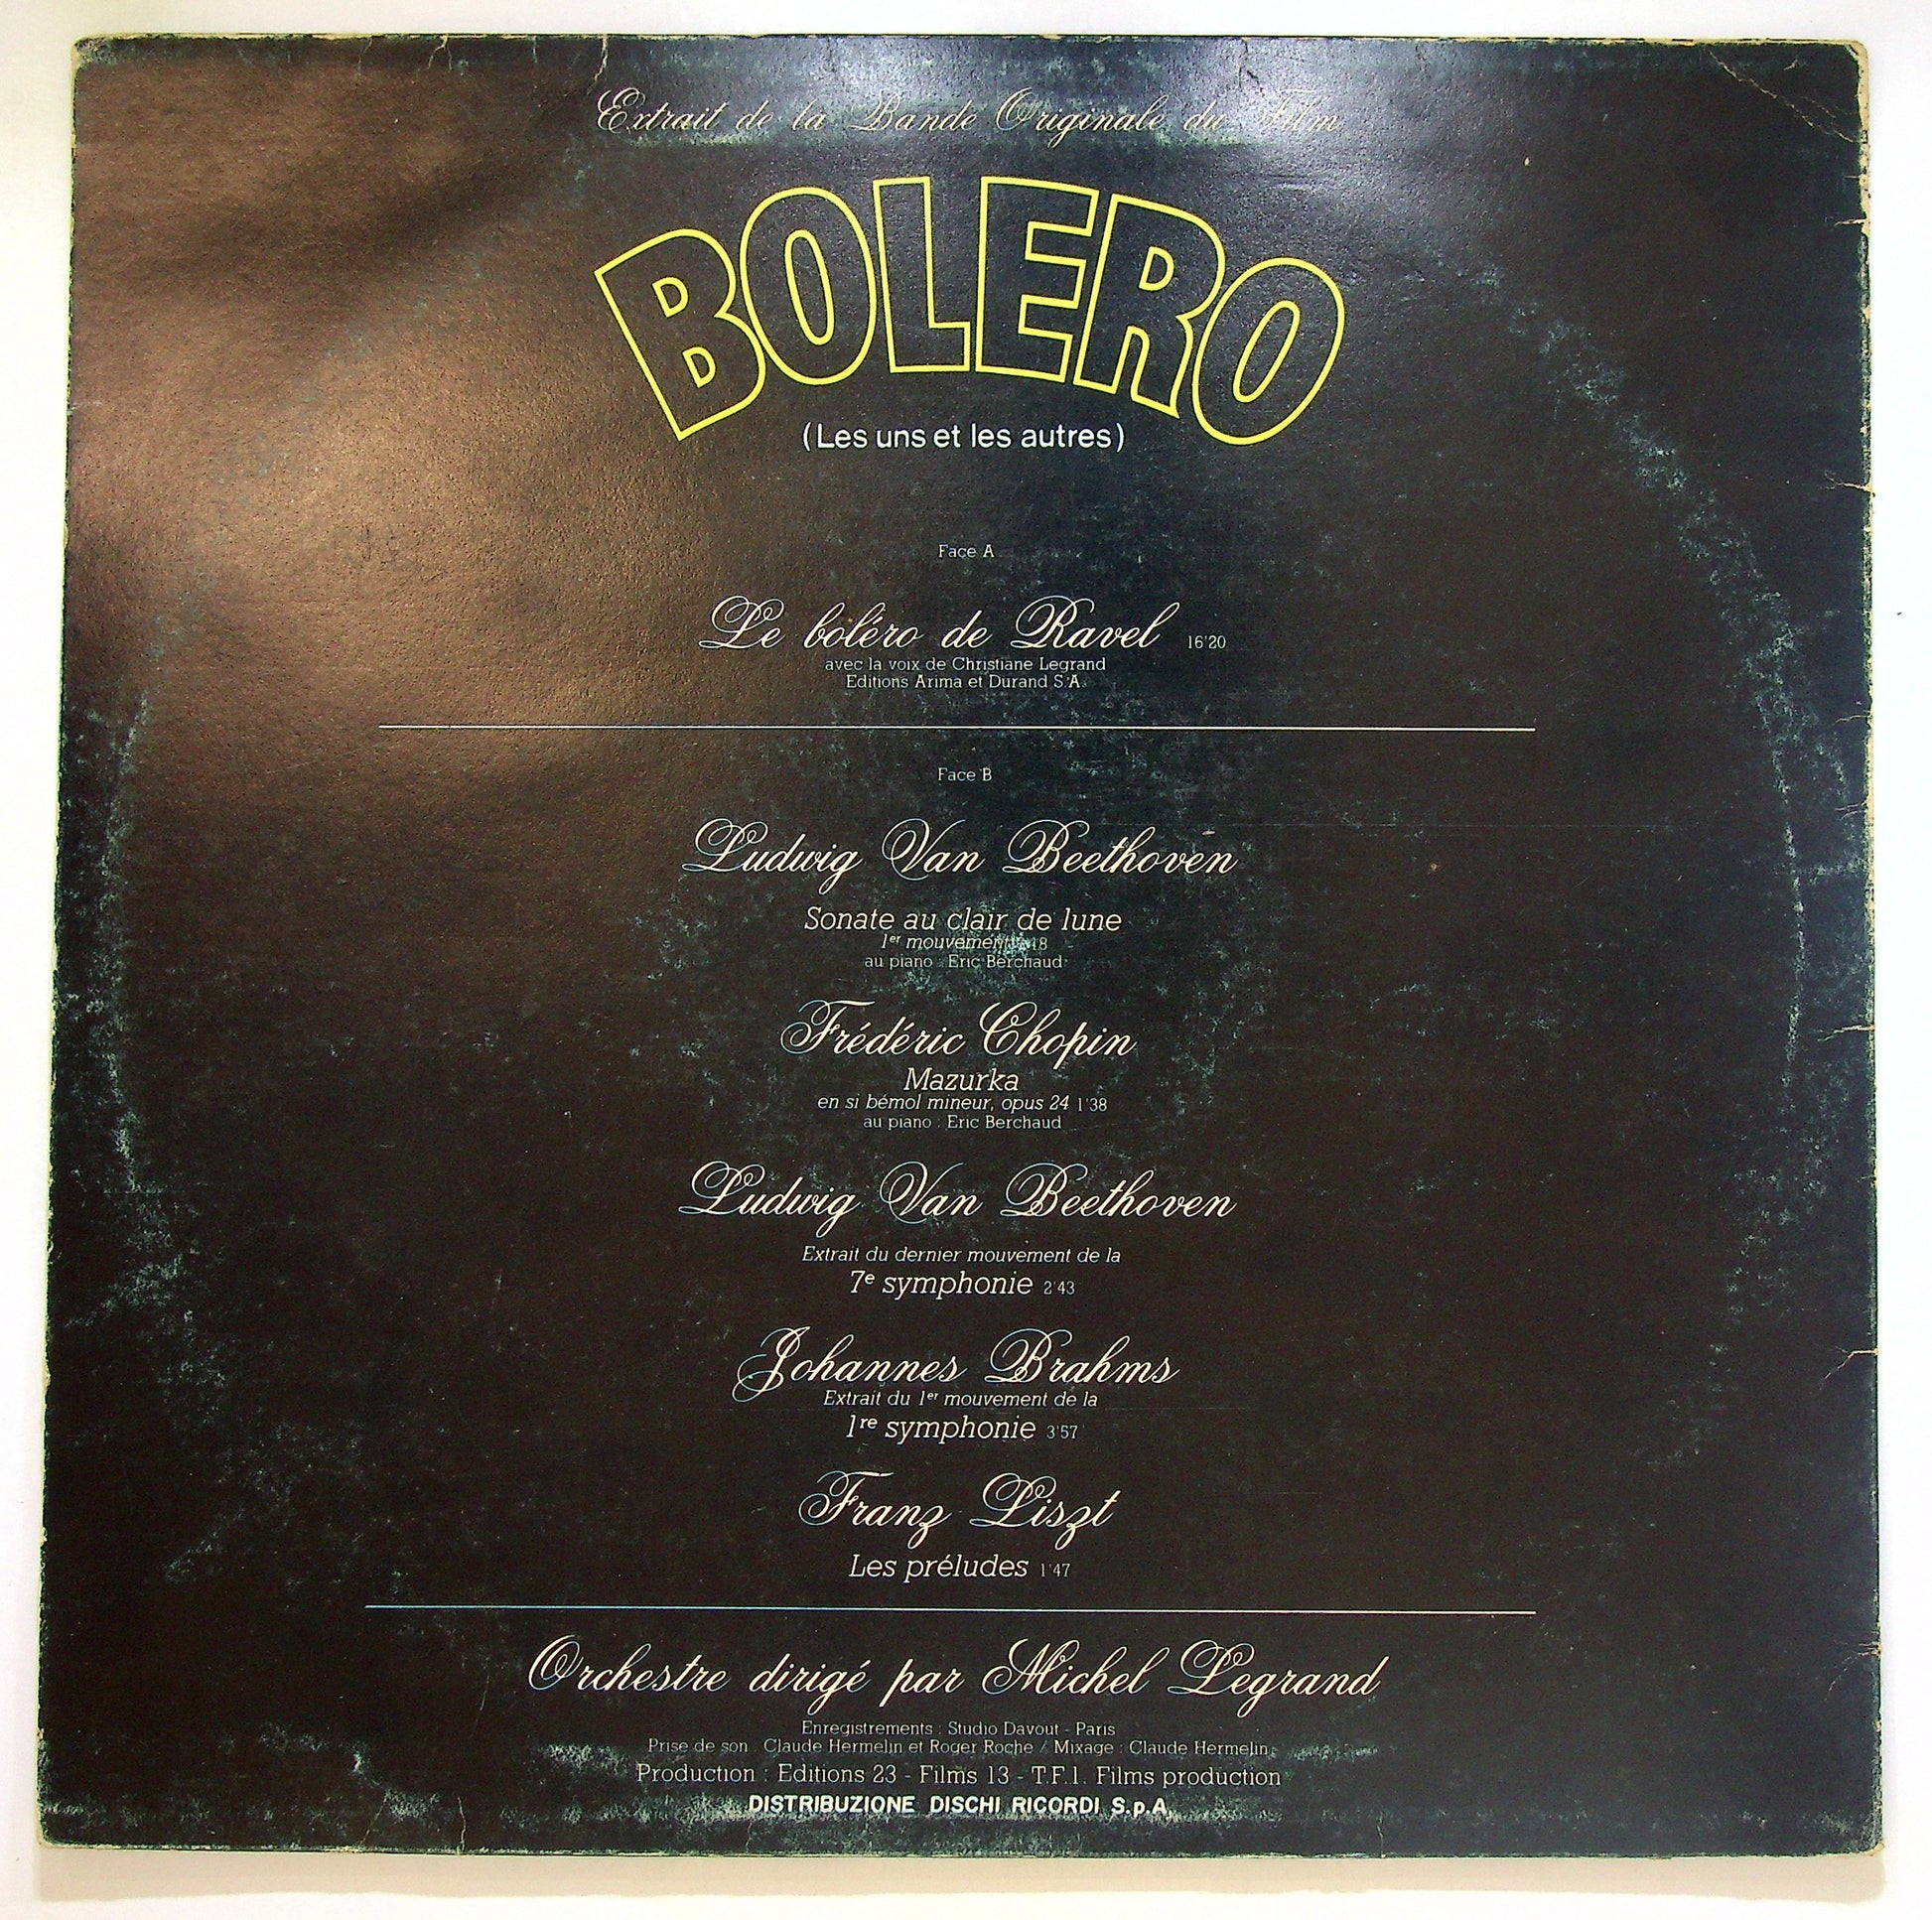 Extrait de la Bande Originale du Film
BOLERO
(Les uns et les autres)
Face A
Le boléro de Ravel 16'20
avec la voix de Christiane Legrand
Editions Arima et Durand S.A.
Face B
Ludwig Van Beethoven
Sonate au clair de lune
1er mouvement
au piano : Eric Berchaud
Frédéric Chopin
Mazurka
en si bémol mineur, opus 24 1'38
au piano : Eric Berchaud
Ludwig Van Beethoven
Extrait du dernier mouvement de la
7e symphonie 2'43
Johannes Brahms
Extrait du 1er mouvement de la
1re symphonie 3'57
Franz Liszt
Les préludes 1'47
Orchestre dirigé par Michel Legrand
Enregistrements : Studio Davout - Paris
Prise de son : Claude Hermelin et Roger Roche / Mixage : Claude Hermelin
Production : Editions 23 - Films 13 - T.F.1. Films production
DISTRIBUZIONE DISCHI RICORDI S.p.A.